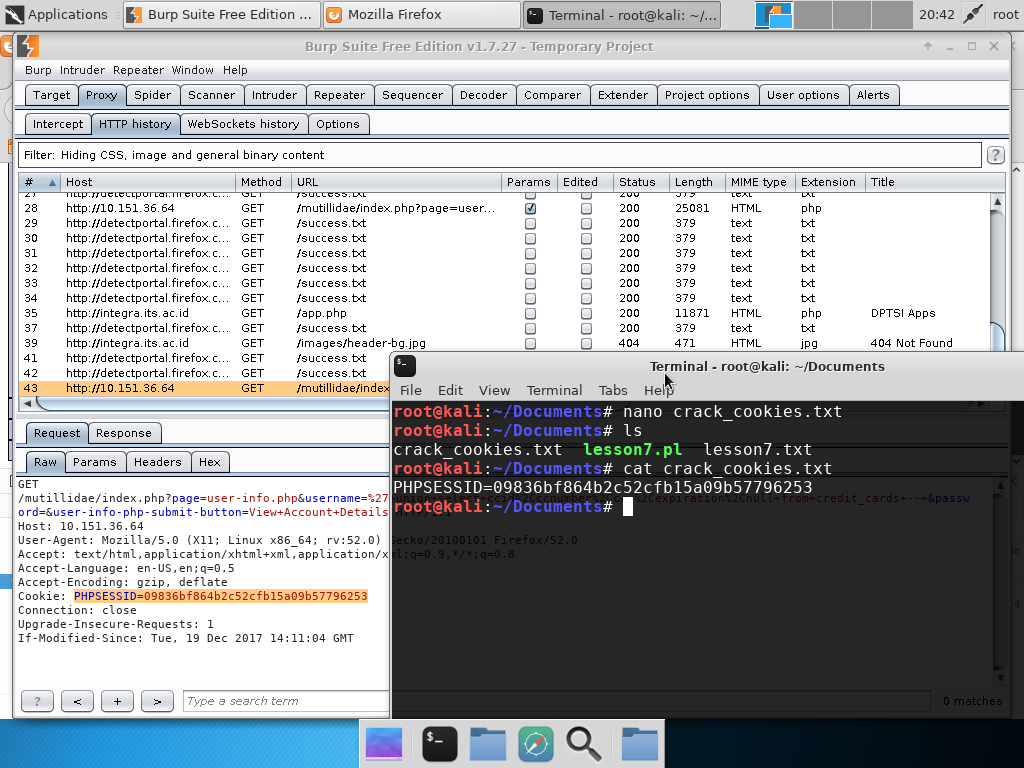 Applications
Burp Suite Free Edition ...
Mozilla Firefox
Terminal - root@kali: ~/...
20:42
root
Burp Suite Free Edition v1.7.27 - Temporary Project
Burp Intruder Repeater Window Help
Target Proxy Spider Scanner Intruder Repeater Sequencer Decoder Comparer Extender Project options User options Alerts
Intercept HTTP history WebSockets history Options
Filter: Hiding CSS, image and general binary content
?
# Host Method URL Params Edited Status Length MIME type Extension Title
27 http://detectportal.firefox.c... GET /success.txt 200 379 text txt
28 http://10.151.36.64 GET /mutillidae/index.php?page=user... 200 25081 HTML php
29 http://detectportal.firefox.c... GET /success.txt 200 379 text txt
30 http://detectportal.firefox.c... GET /success.txt 200 379 text txt
31 http://detectportal.firefox.c... GET /success.txt 200 379 text txt
32 http://detectportal.firefox.c... GET /success.txt 200 379 text txt
33 http://detectportal.firefox.c... GET /success.txt 200 379 text txt
34 http://detectportal.firefox.c... GET /success.txt 200 379 text txt
35 http://integra.its.ac.id GET /app.php 200 11871 HTML php DPTSI Apps
37 http://detectportal.firefox.c... GET /success.txt 200 379 text txt
39 http://integra.its.ac.id GET /images/header-bg.jpg 404 471 HTML jpg 404 Not Found
41 http://detectportal.firefox.c... GET /success.txt
42 http://detectportal.firefox.c... GET /success.txt
43 http://10.151.36.64 GET /mutillidae/index
Request Response
Raw Params Headers Hex
GET
/mutillidae/index.php?page=user-info.php&username=%27
+from+credit_cards+--+&passw
ord=&user-info-php-submit-button=View+Account+Details
Host: 10.151.36.64
User-Agent: Mozilla/5.0 (X11; Linux x86_64; rv:52.0) Gecko/20100101 Firefox/52.0
Accept: text/html,application/xhtml+xml,application/xml;q=0.9,*/*;q=0.8
Accept-Language: en-US,en;q=0.5
Accept-Encoding: gzip, deflate
Cookie: PHPSESSID=09836bf864b2c52cfb15a09b57796253
Connection: close
Upgrade-Insecure-Requests: 1
If-Modified-Since: Tue, 19 Dec 2017 14:11:04 GMT
? < + > Type a search term
0 matches
Terminal - root@kali: ~/Documents
File Edit View Terminal Tabs Help
root@kali:~/Documents# nano crack_cookies.txt
root@kali:~/Documents# ls
crack_cookies.txt lesson7.pl lesson7.txt
root@kali:~/Documents# cat crack_cookies.txt
PHPSESSID=09836bf864b2c52cfb15a09b57796253
root@kali:~/Documents#